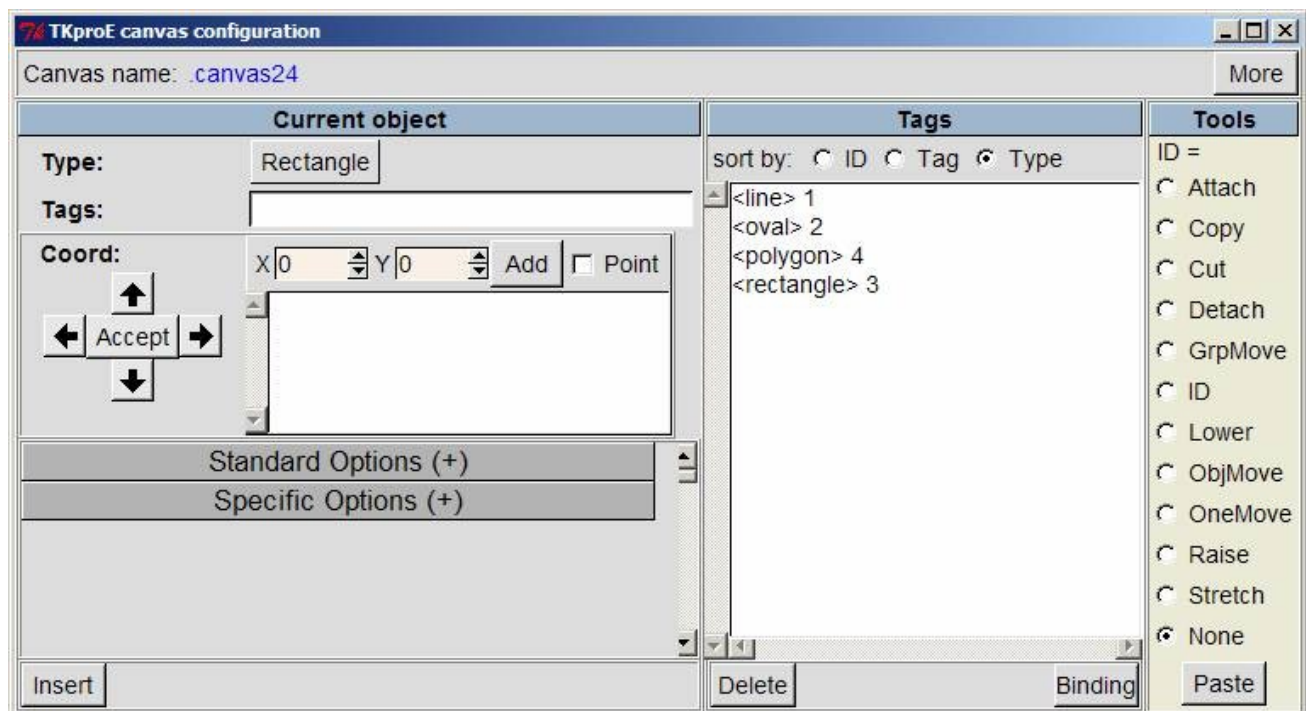 TKproE canvas configuration
Canvas name: .canvas24
More
Current object
Type:
Rectangle
Tags:
Coord:
X 0 Y 0 Add Point
Accept
Standard Options (+)
Specific Options (+)
Insert
Tags
sort by: ID Tag Type
<line> 1
<oval> 2
<polygon> 4
<rectangle> 3
Delete
Binding
Tools
ID =
Attach
Copy
Cut
Detach
GrpMove
ID
Lower
ObjMove
OneMove
Raise
Stretch
None
Paste